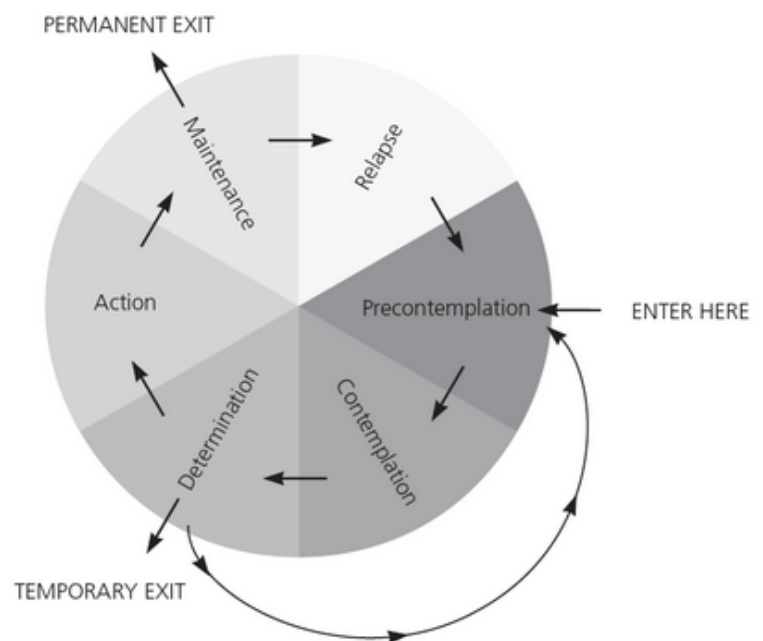 PERMANENT EXIT
Maintenance
Relapse
Action
Precontemplation
ENTER HERE
Determination
Contemplation
TEMPORARY EXIT